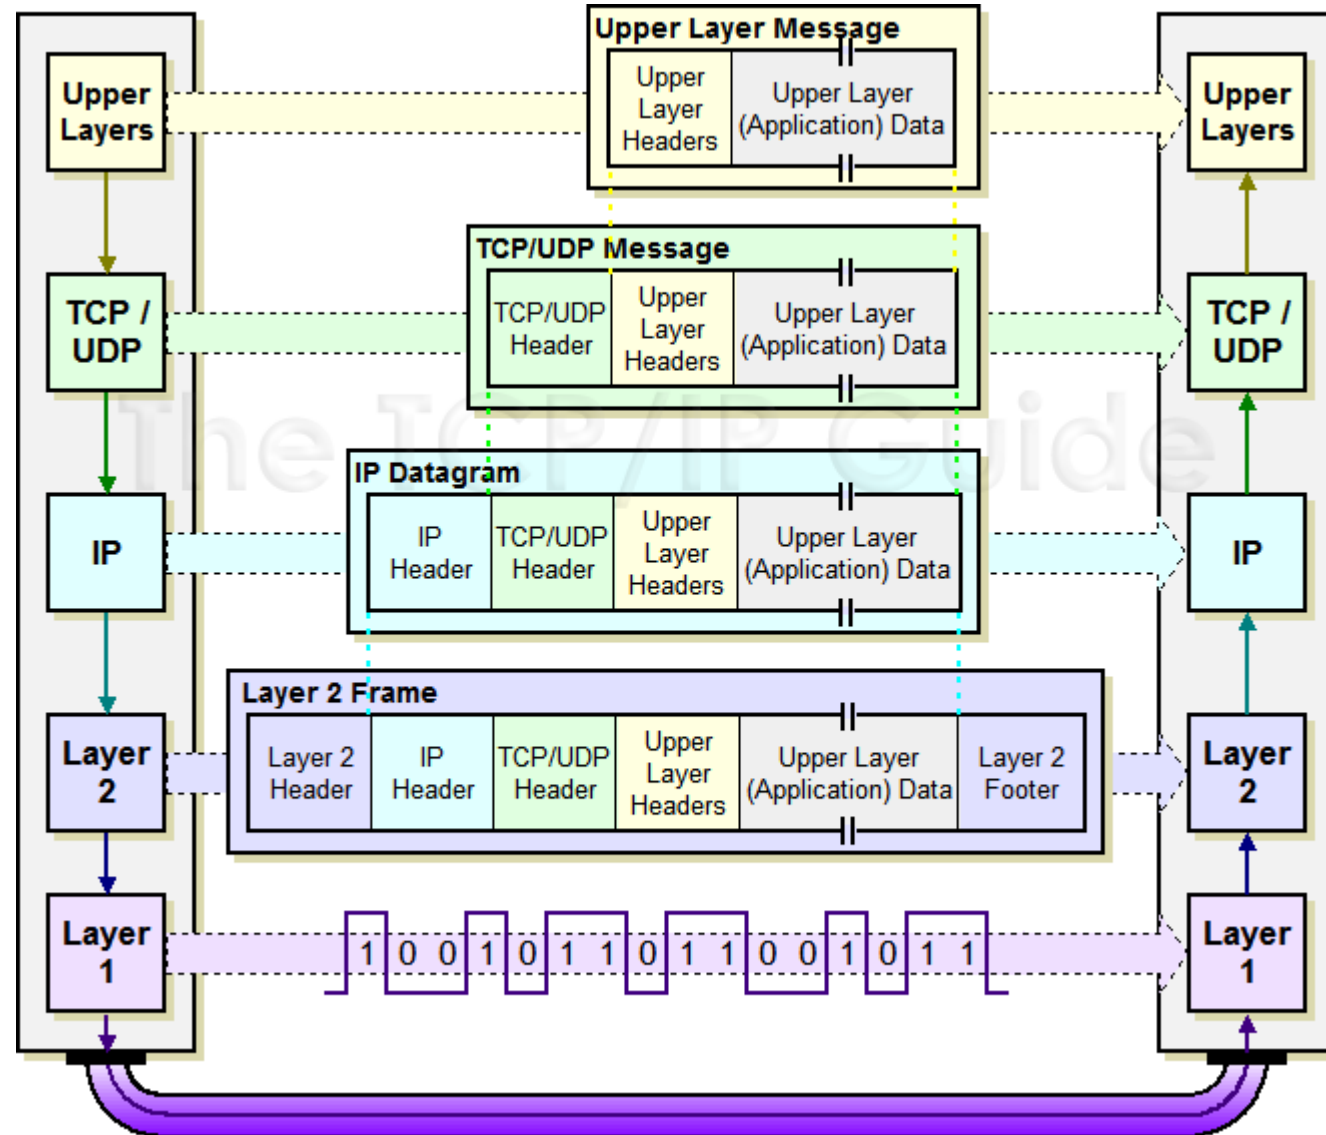 Upper Layer Message
Upper
Layers
Upper
Layer
Headers
Upper Layer
(Application) Data
Upper
Layers
TCP/UDP Message
TCP /
UDP
TCP/UDP
Header
Upper
Layer
Headers
Upper Layer
(Application) Data
TCP /
UDP
The TCP/IP Guide
IP Datagram
IP
IP
Header
TCP/UDP
Header
Upper
Layer
Headers
Upper Layer
(Application) Data
IP
Layer 2 Frame
Layer
2
Layer 2
Header
IP
Header
TCP/UDP
Header
Upper
Layer
Headers
Upper Layer
(Application) Data
Layer 2
Footer
Layer
2
Layer
1
1 0 0 1 0 1 1 0 1 1 0 0 1 0 1 1
Layer
1